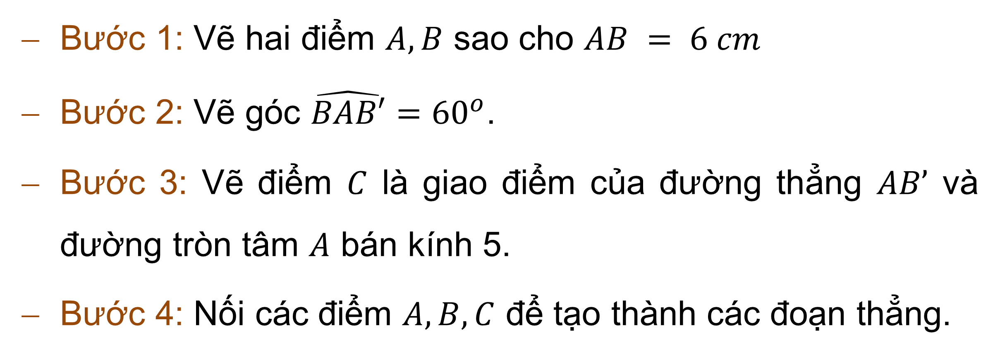 – Bước 1: Vẽ hai điểm A, B sao cho AB = 6 cm
– Bước 2: Vẽ góc \widehat{BAB'} = 60^o.
– Bước 3: Vẽ điểm C là giao điểm của đường thẳng AB’ và
đường tròn tâm A bán kính 5.
– Bước 4: Nối các điểm A, B, C để tạo thành các đoạn thẳng.